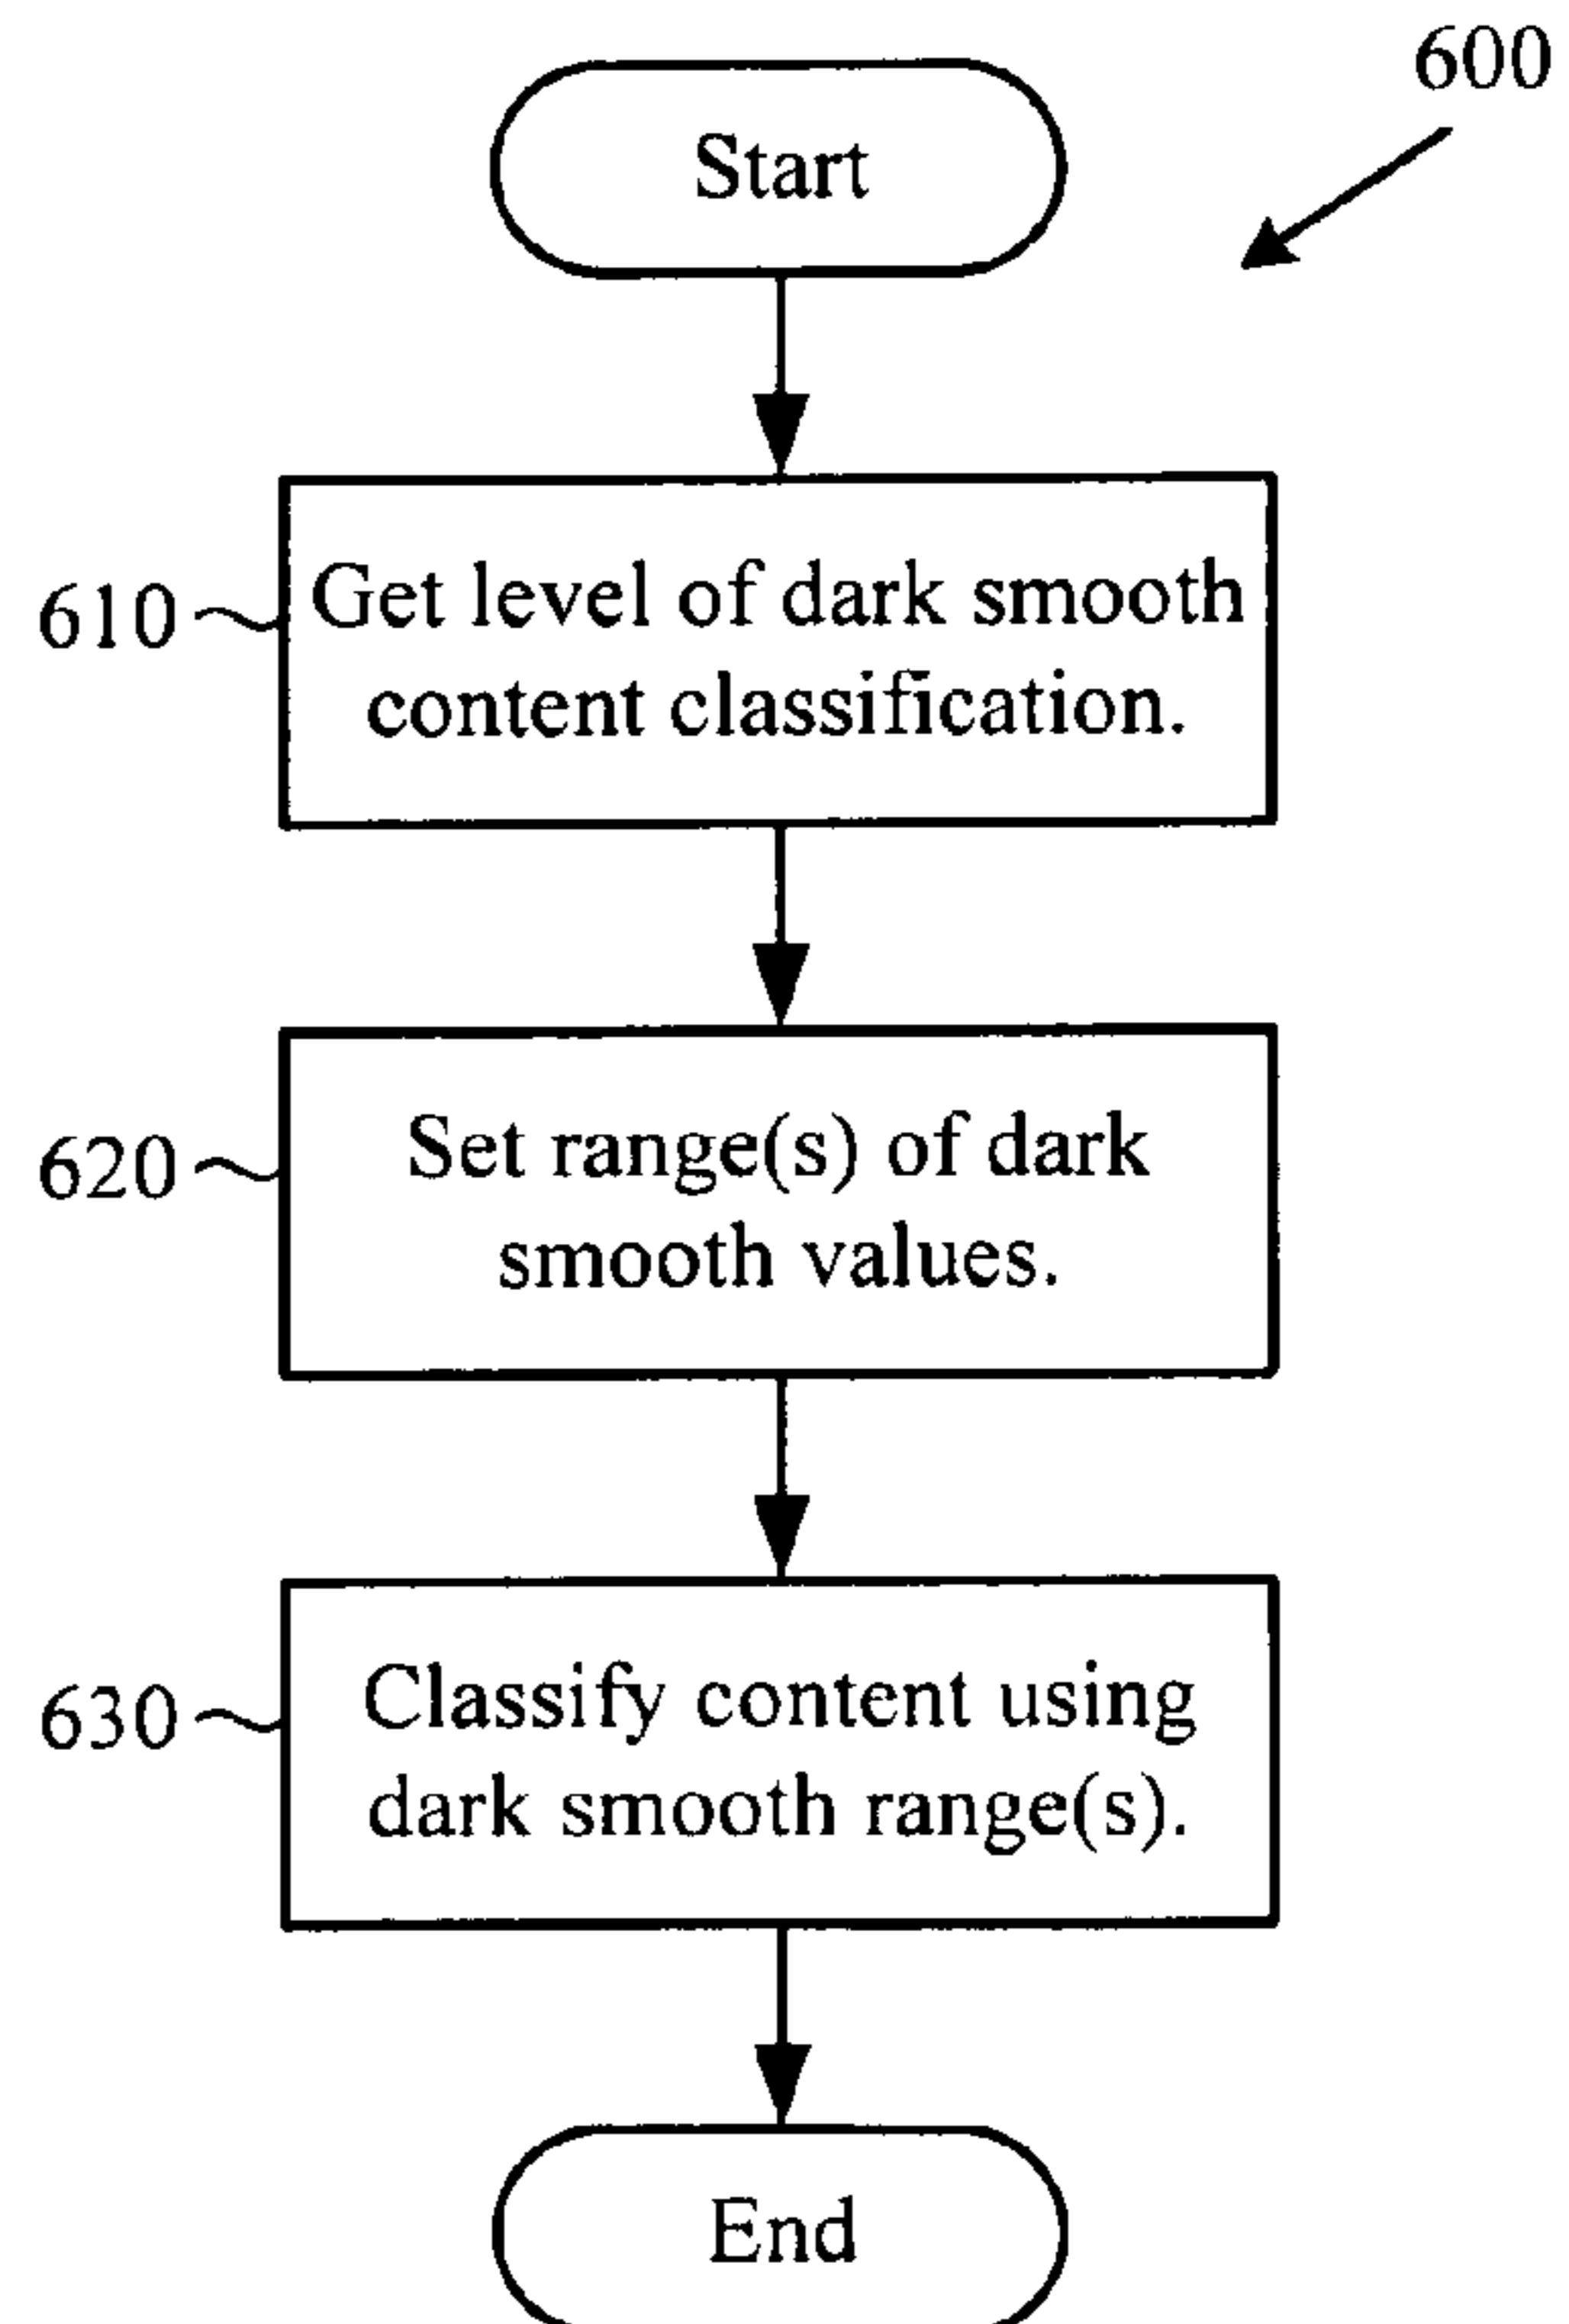 600
Start
610
Get level of dark smooth
content classification.
620
Set range(s) of dark
smooth values.
630
Classify content using
dark smooth range(s).
End